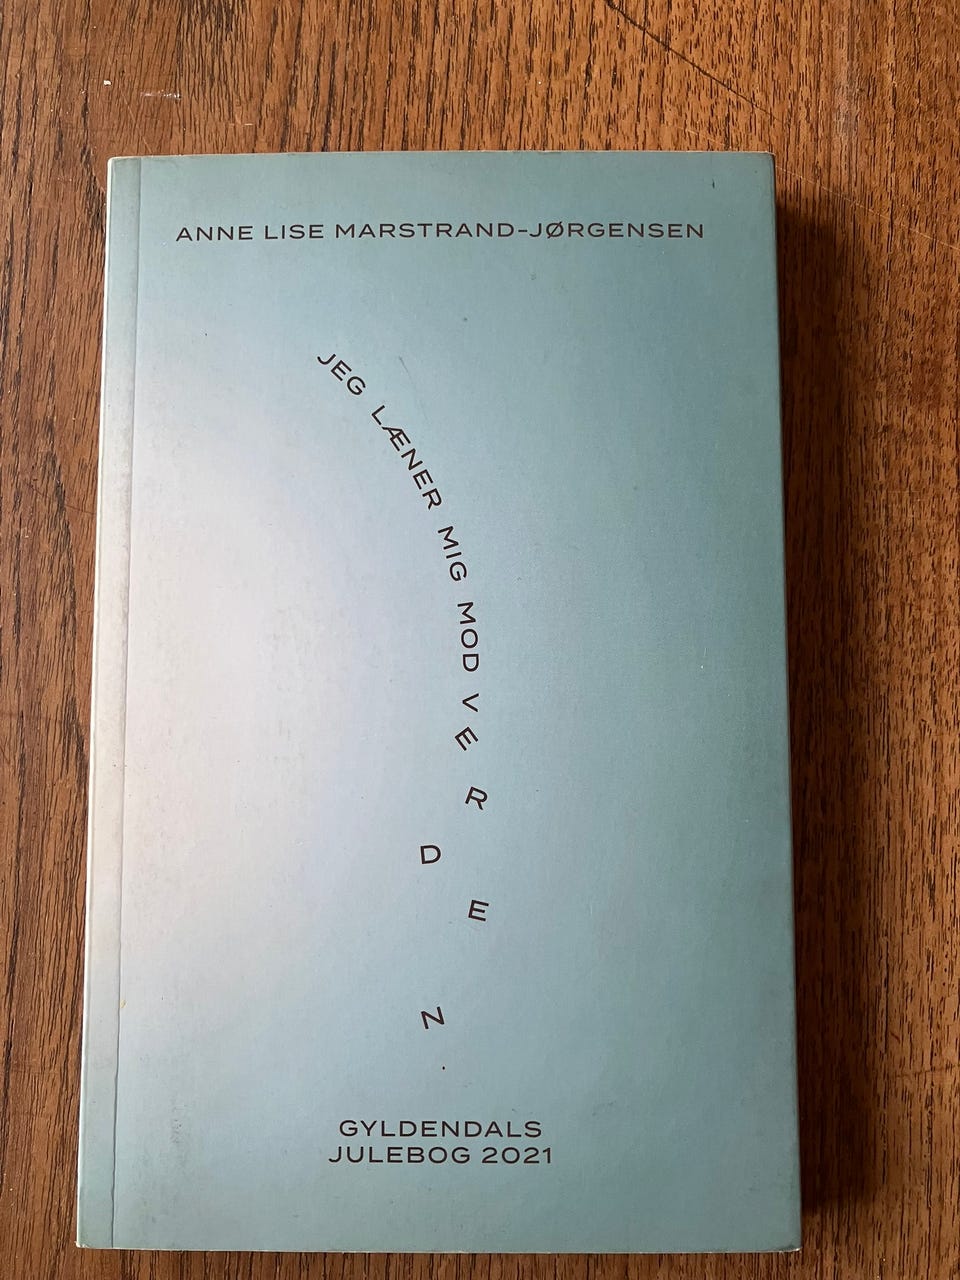 ANNE LISE MARSTRAND-JØRGENSEN
JEG LÆNER MIG MOD VERDEN
GYLDENDALS
JULEBOG 2021